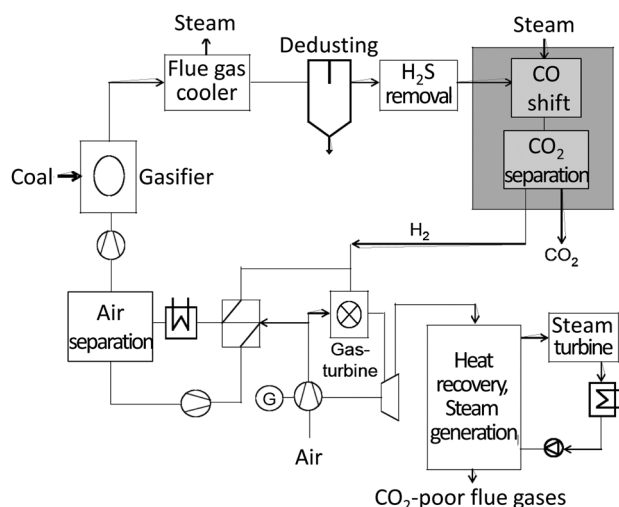 Steam
Flue gas
cooler
Dedusting
H₂S
removal
Steam
CO
shift
CO₂
separation
Coal
Gasifier
H₂
CO₂
Air
separation
Gas-
turbine
G
Air
Heat
recovery,
Steam
generation
Steam
turbine
CO₂-poor flue gases